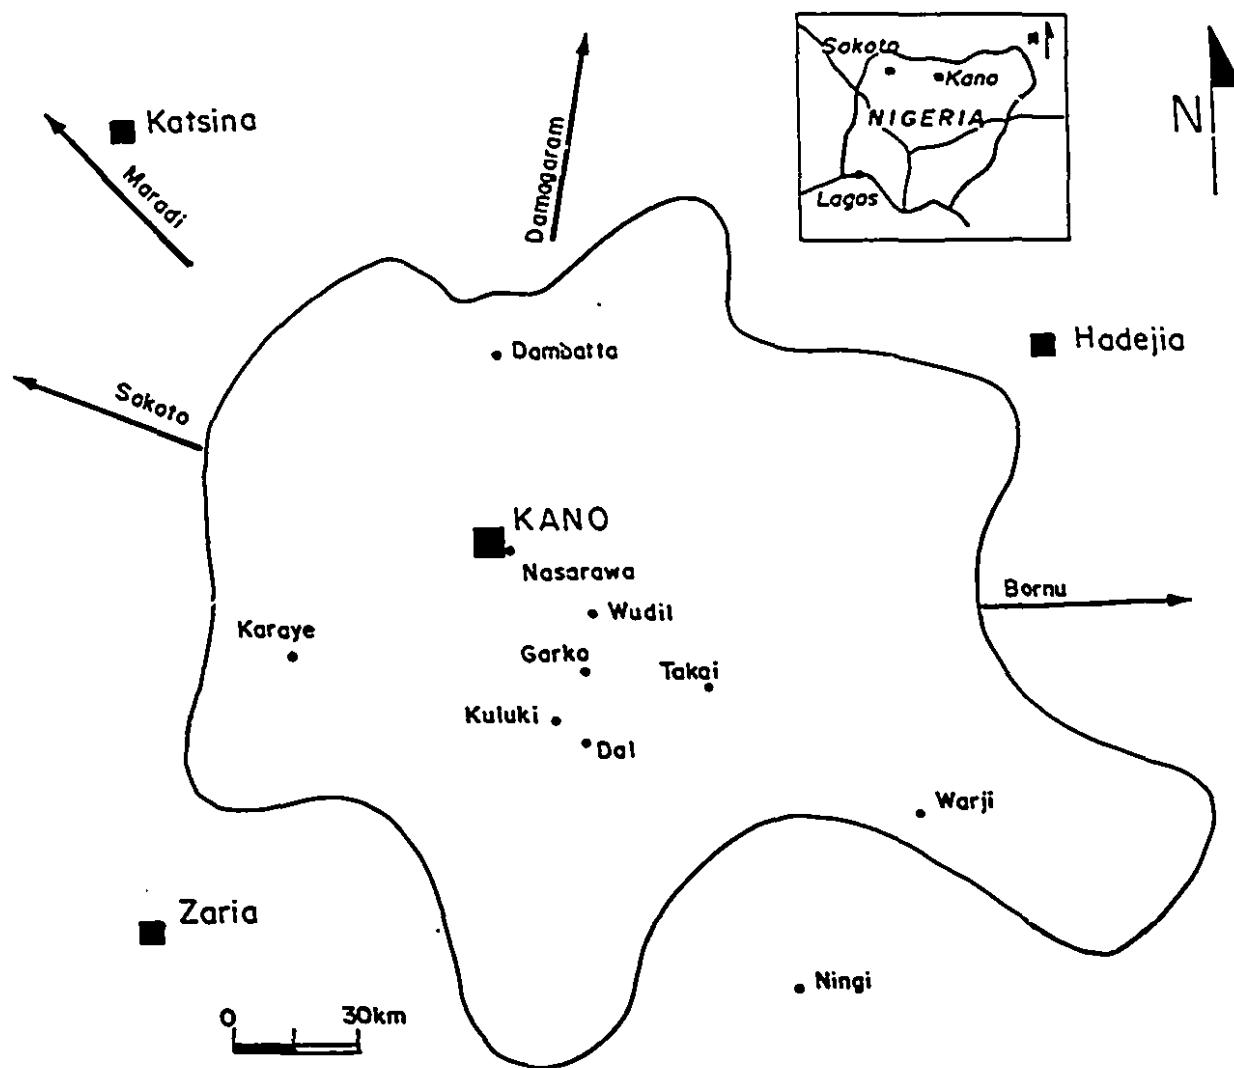 Sokoto
Kano
NIGERIA
Lagos
N
Katsina
Maradi
Damagaram
Hadejia
Dambatta
Sokoto
KANO
Nasarawa
Bornu
Wudil
Karaye
Garko
Takai
Kuluki
Dal
Warji
Zaria
Ningi
0 30km